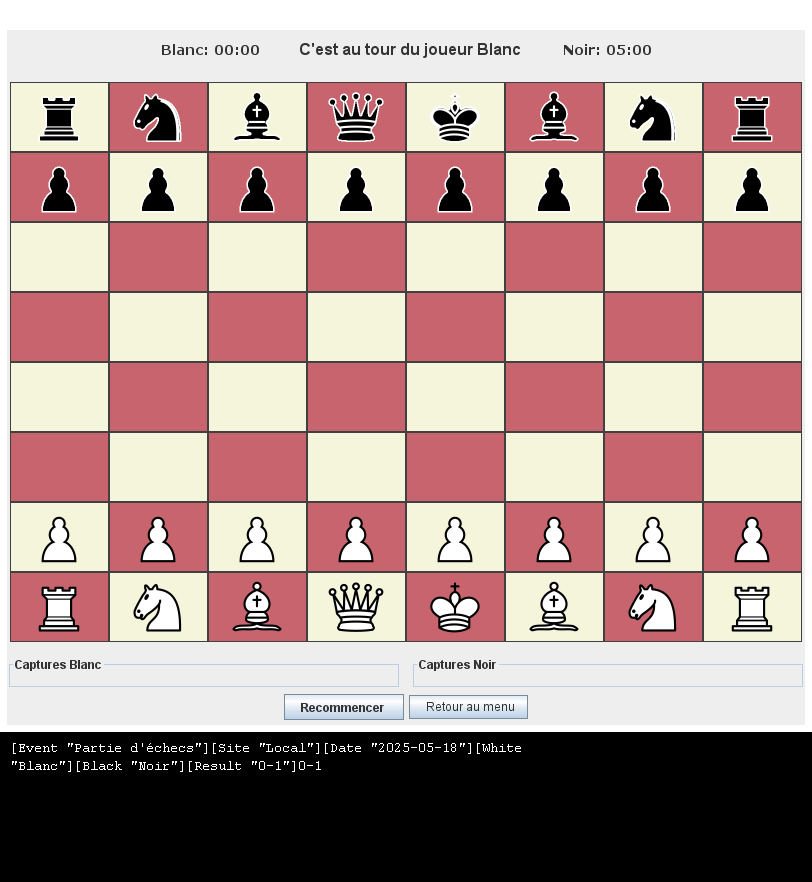 Blanc: 00:00 C'est au tour du joueur Blanc Noir: 05:00
Captures Blanc Captures Noir
Recommencer Retour au menu
[Event "Partie d'échecs"][Site "Local"][Date "2025-05-18"][White
"Blanc"][Black "Noir"][Result "0-1"]0-1